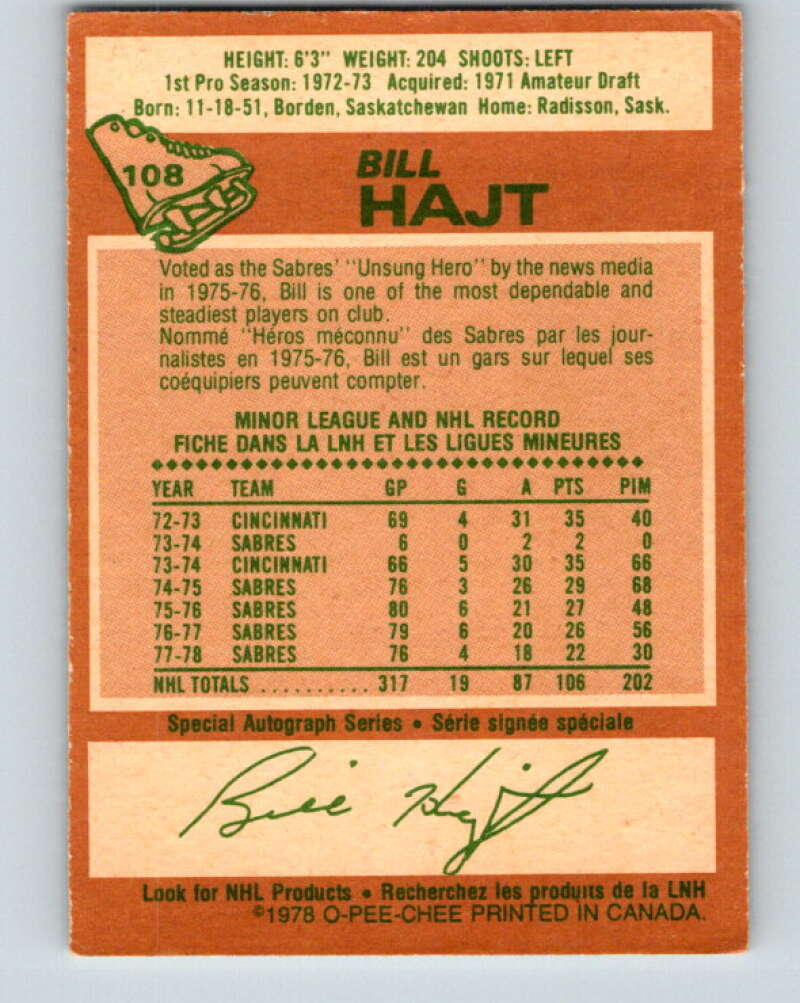 HEIGHT: 6'3" WEIGHT: 204 SHOOTS: LEFT
1st Pro Season: 1972-73 Acquired: 1971 Amateur Draft
Born: 11-18-51, Borden, Saskatchewan Home: Radisson, Sask.
108
BILL
HAJT
Voted as the Sabres' "Unsung Hero" by the news media
in 1975-76, Bill is one of the most dependable and
steadiest players on club.
Nommé "Héros méconnu" des Sabres par les jour-
nalistes en 1975-76, Bill est un gars sur lequel ses
coéquipiers peuvent compter.
MINOR LEAGUE AND NHL RECORD
FICHE DANS LA LNH ET LES LIGUES MINEURES
YEAR TEAM GP G A PTS PIM
72-73 CINCINNATI 69 4 31 35 40
73-74 SABRES 6 0 2 2 0
73-74 CINCINNATI 66 5 30 35 66
74-75 SABRES 76 3 26 29 68
75-76 SABRES 80 6 21 27 48
76-77 SABRES 79 6 20 26 56
77-78 SABRES 76 4 18 22 30
NHL TOTALS .......... 317 19 87 106 202
Special Autograph Series • Série signée spéciale
Bill Hajt
Look for NHL Products • Recherchez les produits de la LNH
©1978 O-PEE-CHEE PRINTED IN CANADA.